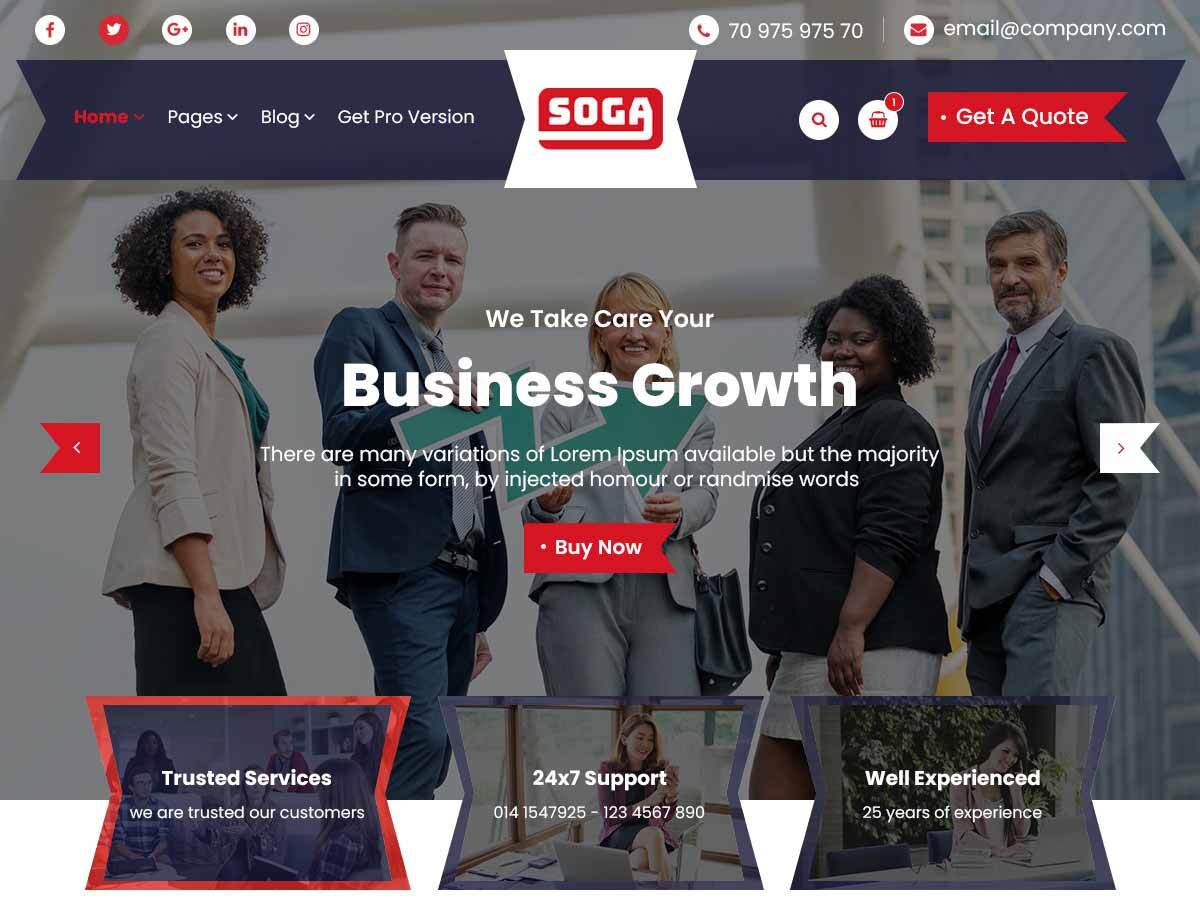 70 975 975 70
email@company.com
Home
Pages
Blog
Get Pro Version
SOGA
1
Get A Quote
We Take Care Your
Business Growth
There are many variations of Lorem Ipsum available but the majority
in some form, by injected homour or randmise words
Buy Now
Trusted Services
we are trusted our customers
24x7 Support
014 1547925 - 123 4567 890
Well Experienced
25 years of experience